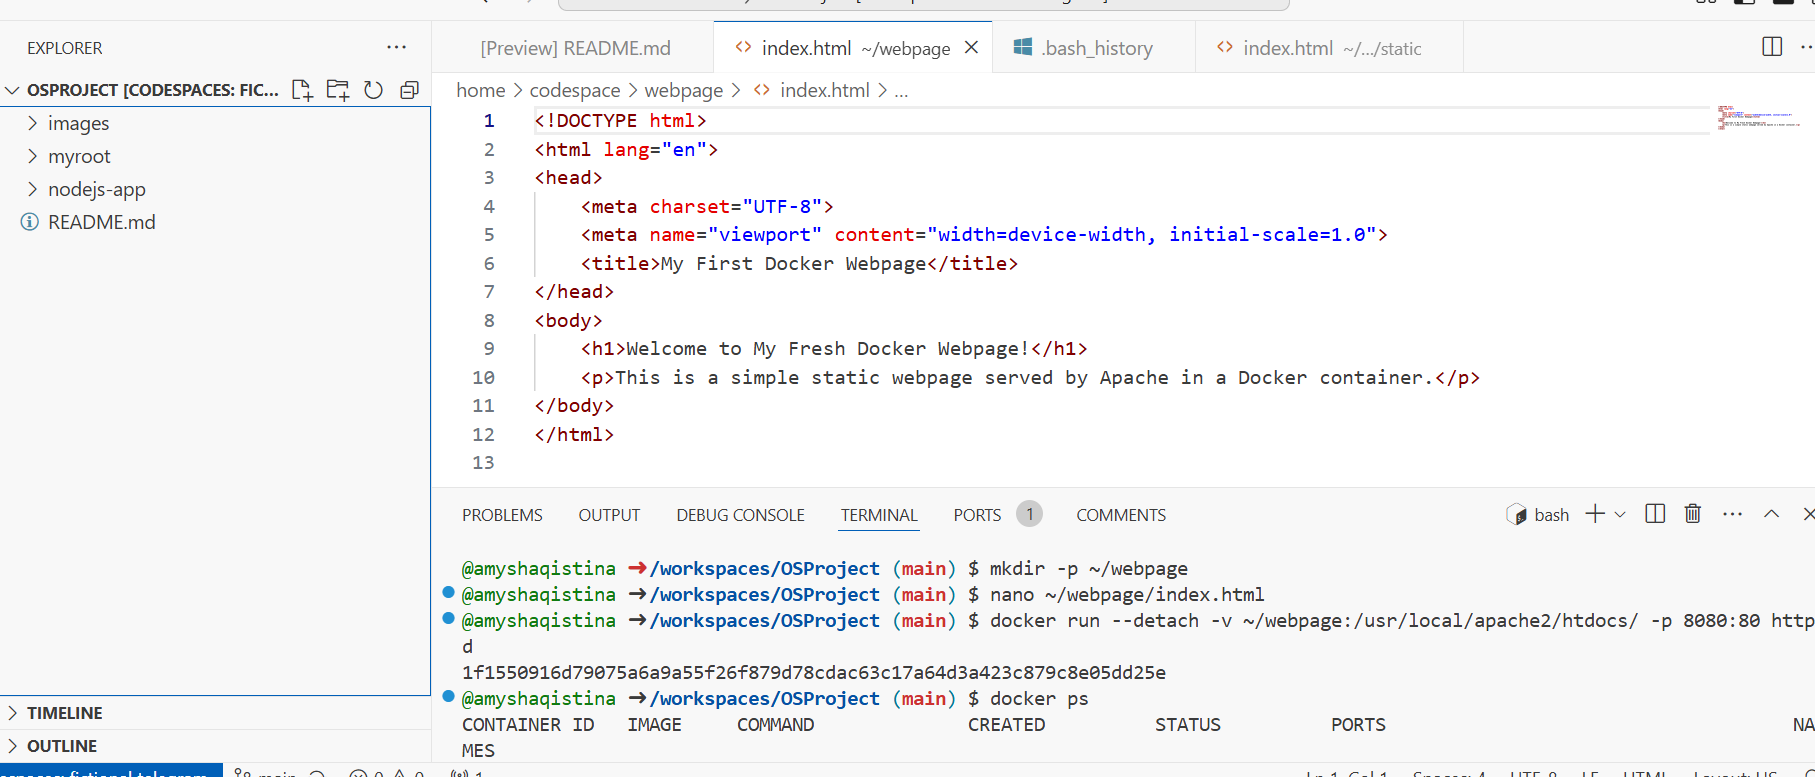 EXPLORER
OSPROJECT [CODESPACES: FIC...
images
myroot
nodejs-app
README.md
TIMELINE
OUTLINE
[Preview] README.md
index.html ~/webpage
.bash_history
index.html ~/.../static
home > codespace > webpage > index.html > ...
1 <!DOCTYPE html>
2 <html lang="en">
3 <head>
4 <meta charset="UTF-8">
5 <meta name="viewport" content="width=device-width, initial-scale=1.0">
6 <title>My First Docker Webpage</title>
7 </head>
8 <body>
9 <h1>Welcome to My Fresh Docker Webpage!</h1>
10 <p>This is a simple static webpage served by Apache in a Docker container.</p>
11 </body>
12 </html>
13
PROBLEMS OUTPUT DEBUG CONSOLE TERMINAL PORTS 1 COMMENTS
bash
@amyshaqistina ➜/workspaces/OSProject (main) $ mkdir -p ~/webpage
@amyshaqistina ➜/workspaces/OSProject (main) $ nano ~/webpage/index.html
@amyshaqistina ➜/workspaces/OSProject (main) $ docker run --detach -v ~/webpage:/usr/local/apache2/htdocs/ -p 8080:80 http
d
1f1550916d79075a6a9a55f26f879d78cdac63c17a64d3a423c879c8e05dd25e
@amyshaqistina ➜/workspaces/OSProject (main) $ docker ps
CONTAINER ID IMAGE COMMAND CREATED STATUS PORTS NA
MES